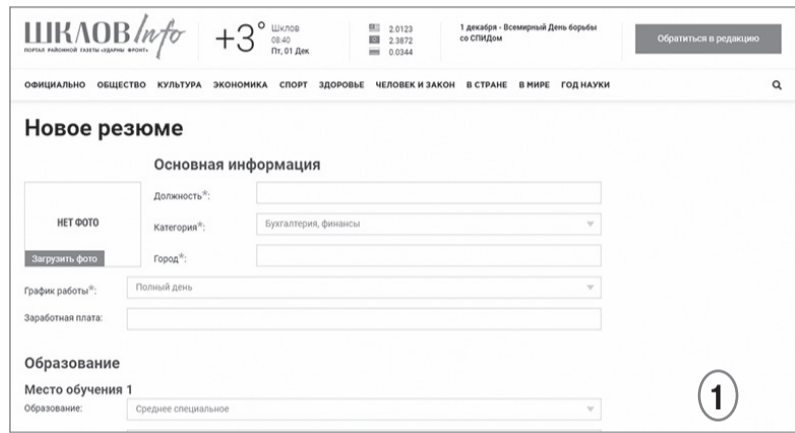 ШКЛОВInfo
ПОРТАЛ РАЙОННОЙ ГАЗЕТЫ «УДАРНЫ ФРОНТ»
+3°
Шклов
08:40
Пт, 01 Дек
2.0123
2.3872
0.0344
1 декабря - Всемирный День борьбы
со СПИДом
Обратиться в редакцию
ОФИЦИАЛЬНО ОБЩЕСТВО КУЛЬТУРА ЭКОНОМИКА СПОРТ ЗДОРОВЬЕ ЧЕЛОВЕК И ЗАКОН В СТРАНЕ В МИРЕ ГОД НАУКИ
Новое резюме
Основная информация
НЕТ ФОТО
Загрузить фото
Должность*:
Категория*: Бухгалтерия, финансы
Город*:
График работы*: Полный день
Заработная плата:
Образование
Место обучения 1
Образование: Среднее специальное
1